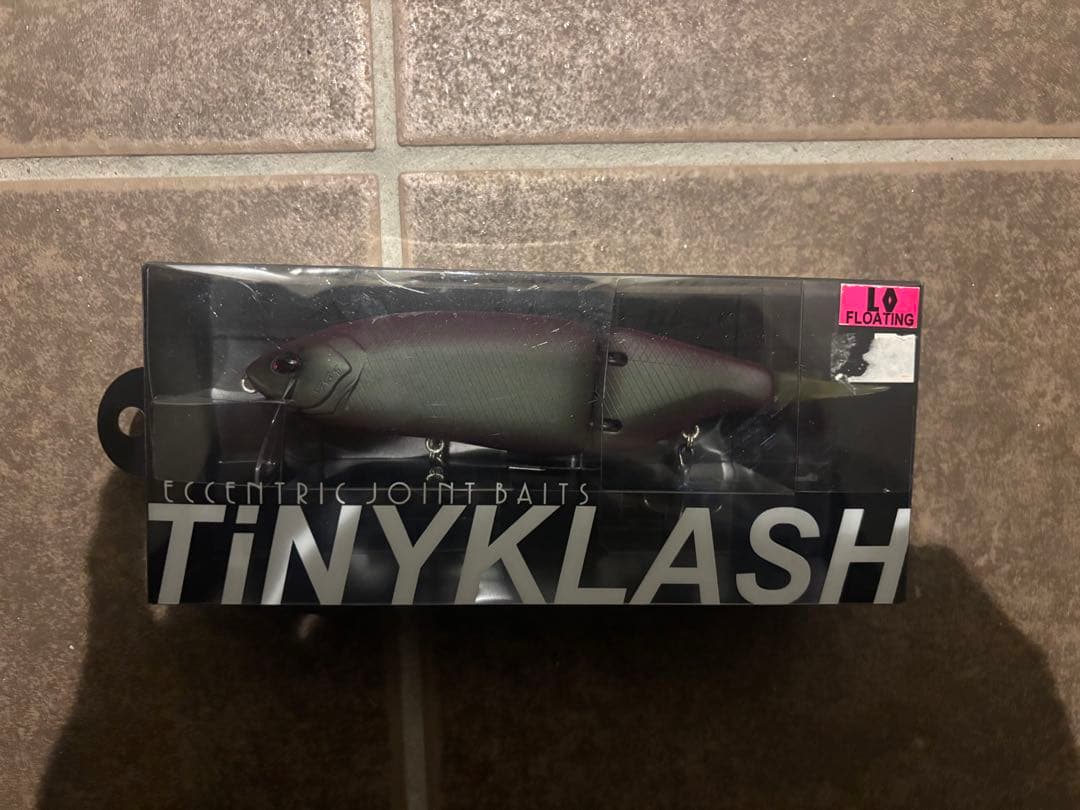 LO
FLOATING
ECCENTRIC JOINT BAITS
TiNYKLASH